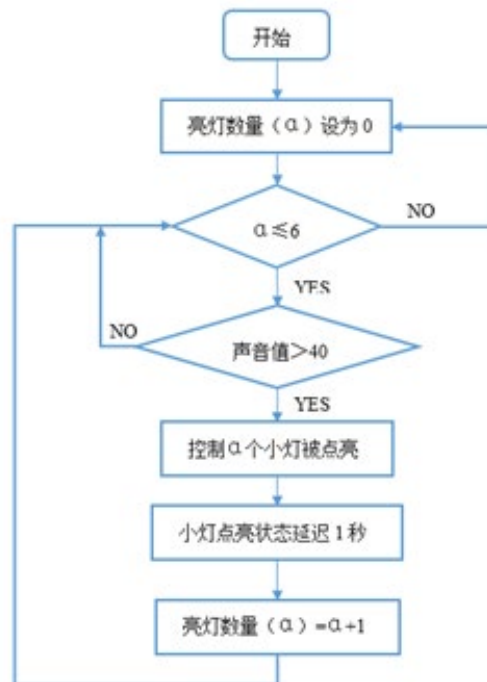 开始
亮灯数量（α）设为 0
α≤6
NO
YES
声音值＞40
NO
YES
控制α个小灯被点亮
小灯点亮状态延迟 1 秒
亮灯数量（α）=α+1